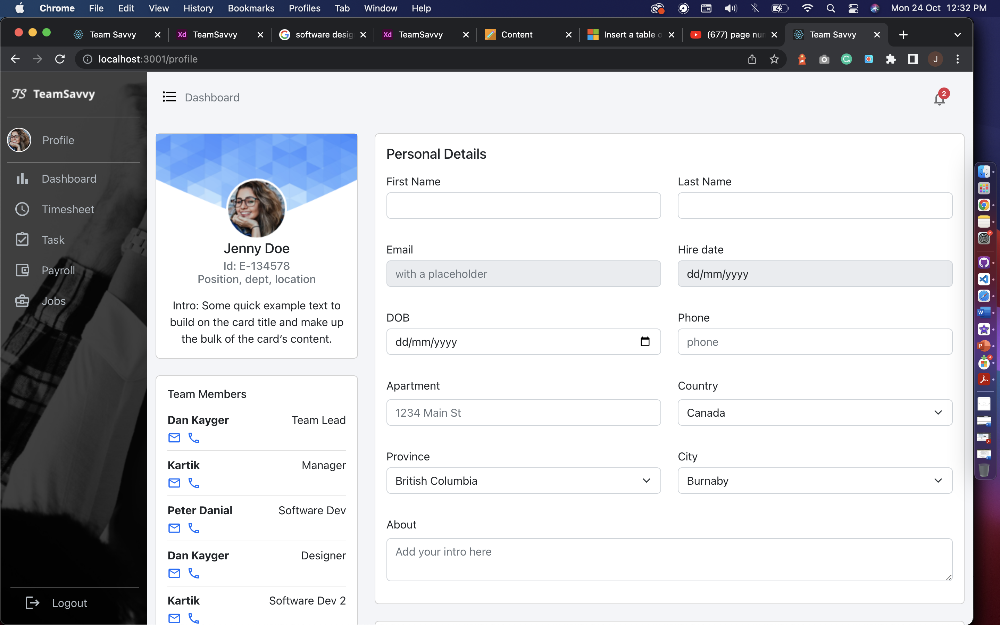 Chrome File Edit View History Bookmarks Profiles Tab Window Help Mon 24 Oct 12:32 PM
Team Savvy Xd TeamSavvy software desig Xd TeamSavvy Content Insert a table o (677) page nur Team Savvy
localhost:3001/profile J
TS TeamSavvy
Profile
Dashboard
Timesheet
Task
Payroll
Jobs
Logout
Dashboard
2
Jenny Doe
Id: E-134578
Position, dept, location
Intro: Some quick example text to
build on the card title and make up
the bulk of the card‘s content.
Team Members
Dan Kayger Team Lead
Kartik Manager
Peter Danial Software Dev
Dan Kayger Designer
Kartik Software Dev 2
Personal Details
First Name Last Name
Email Hire date
with a placeholder dd/mm/yyyy
DOB Phone
dd/mm/yyyy phone
Apartment Country
1234 Main St Canada
Province City
British Columbia Burnaby
About
Add your intro here